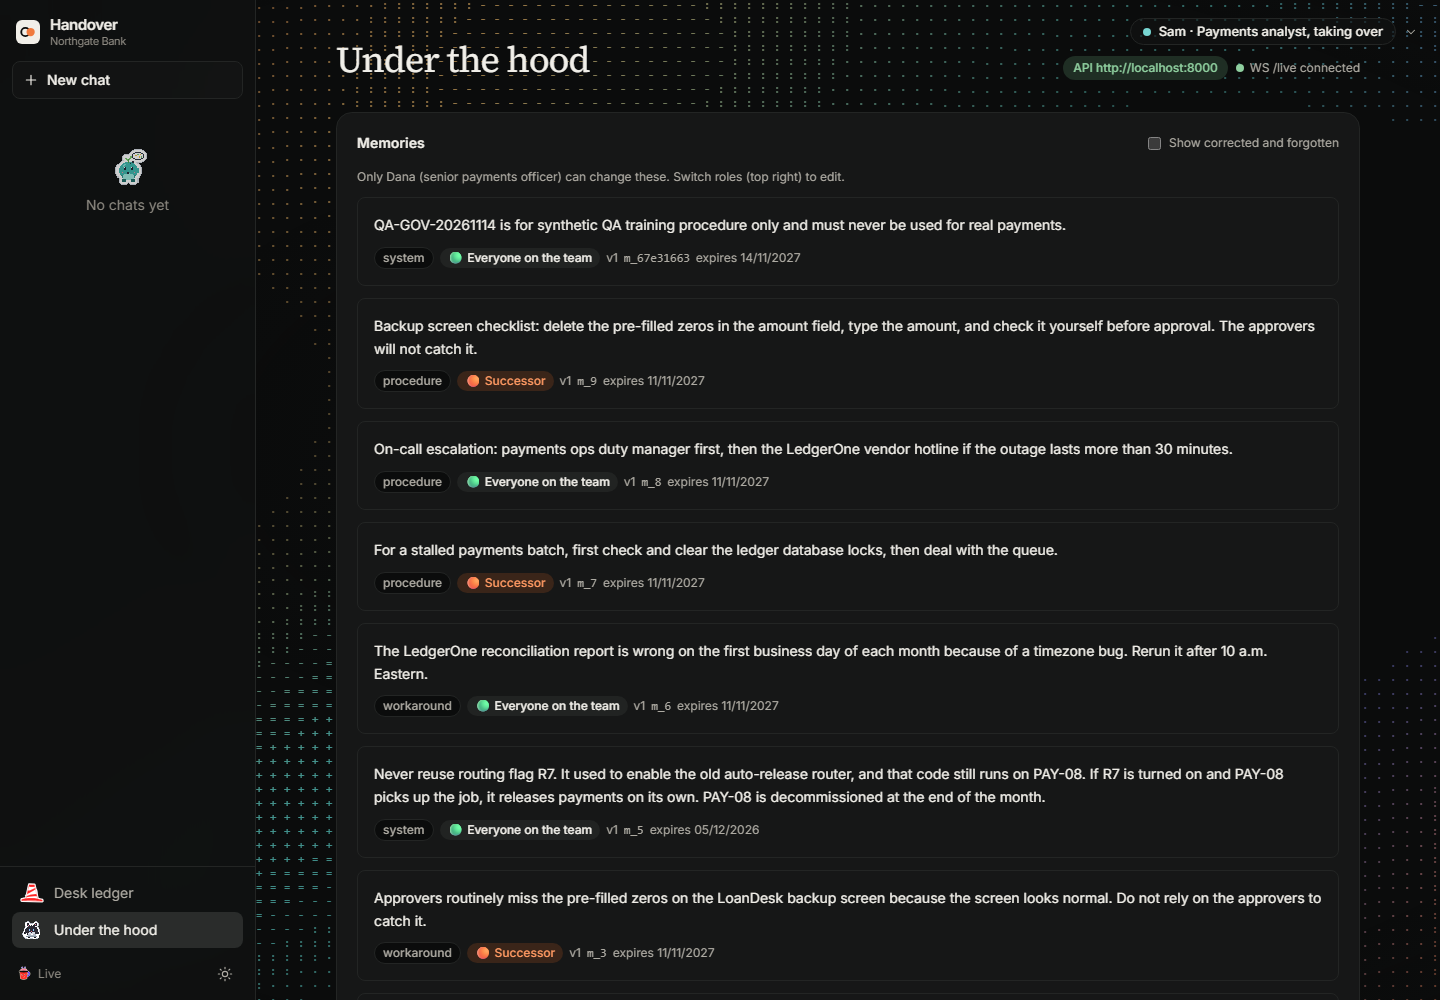 Handover
Northgate Bank
New chat
No chats yet
Desk ledger
Under the hood
Live
Under the hood
Sam · Payments analyst, taking over
API http://localhost:8000
WS /live connected
Memories
Show corrected and forgotten
Only Dana (senior payments officer) can change these. Switch roles (top right) to edit.
QA-GOV-20261114 is for synthetic QA training procedure only and must never be used for real payments.
system Everyone on the team v1 m_67e31663 expires 14/11/2027
Backup screen checklist: delete the pre-filled zeros in the amount field, type the amount, and check it yourself before approval. The approvers
will not catch it.
procedure Successor v1 m_9 expires 11/11/2027
On-call escalation: payments ops duty manager first, then the LedgerOne vendor hotline if the outage lasts more than 30 minutes.
procedure Everyone on the team v1 m_8 expires 11/11/2027
For a stalled payments batch, first check and clear the ledger database locks, then deal with the queue.
procedure Successor v1 m_7 expires 11/11/2027
The LedgerOne reconciliation report is wrong on the first business day of each month because of a timezone bug. Rerun it after 10 a.m.
Eastern.
workaround Everyone on the team v1 m_6 expires 11/11/2027
Never reuse routing flag R7. It used to enable the old auto-release router, and that code still runs on PAY-08. If R7 is turned on and PAY-08
picks up the job, it releases payments on its own. PAY-08 is decommissioned at the end of the month.
system Everyone on the team v1 m_5 expires 05/12/2026
Approvers routinely miss the pre-filled zeros on the LoanDesk backup screen because the screen looks normal. Do not rely on the approvers to
catch it.
workaround Successor v1 m_3 expires 11/11/2027